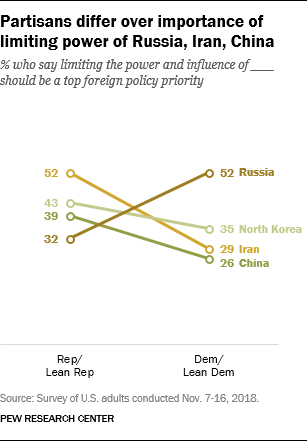 Partisans differ over importance of
limiting power of Russia, Iran, China
% who say limiting the power and influence of ___
should be a top foreign policy priority
52
52 Russia
43
39
35 North Korea
32
29 Iran
26 China
Rep/
Lean Rep
Dem/
Lean Dem
Source: Survey of U.S. adults conducted Nov. 7-16, 2018.
PEW RESEARCH CENTER